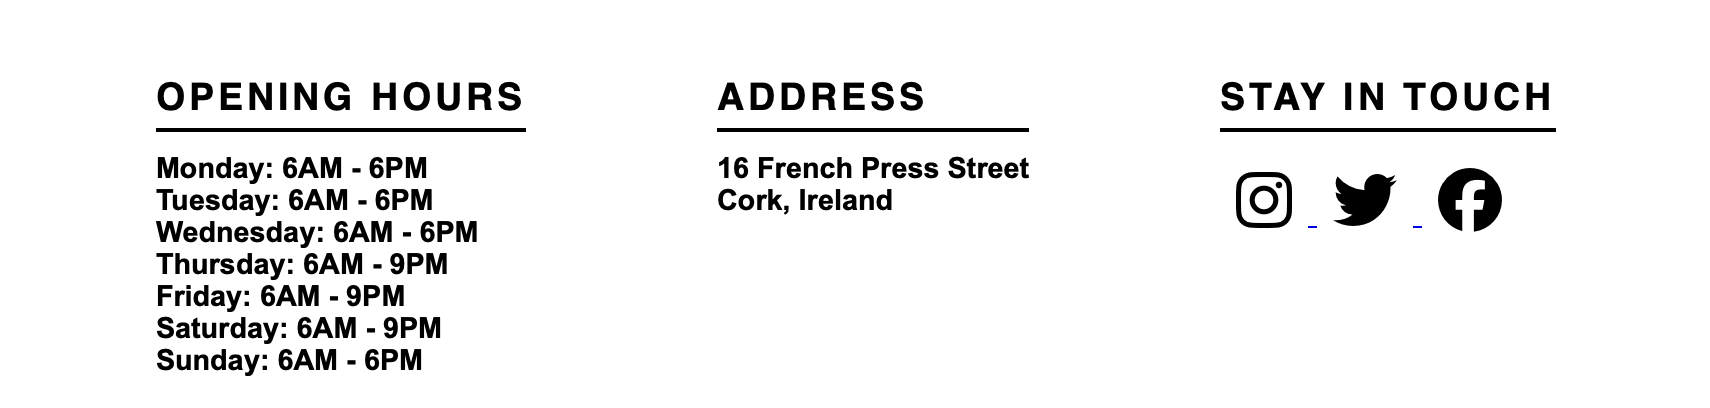 OPENING HOURS
Monday: 6AM - 6PM
Tuesday: 6AM - 6PM
Wednesday: 6AM - 6PM
Thursday: 6AM - 9PM
Friday: 6AM - 9PM
Saturday: 6AM - 9PM
Sunday: 6AM - 6PM
ADDRESS
16 French Press Street
Cork, Ireland
STAY IN TOUCH